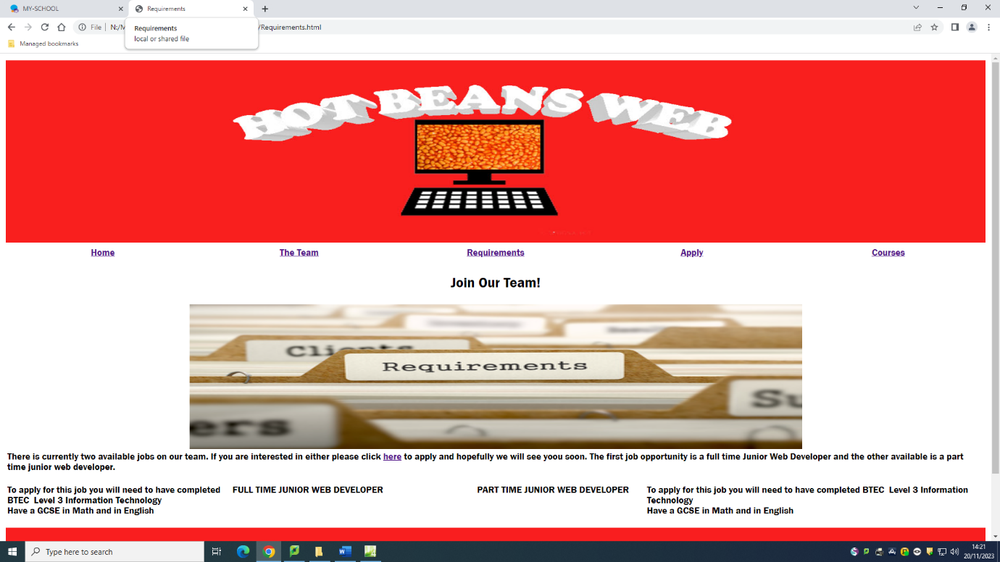 MY-SCHOOL
Requirements
File
Requirements
/Requirements.html
local or shared file
Managed bookmarks
HOT BEANS WEB
Home The Team Requirements Apply Courses
Join Our Team!
Clients
Requirements
There is currently two available jobs on our team. If you are interested in either please click here to apply and hopefully we will see yoou soon. The first job opportunity is a full time Junior Web Developer and the other available is a part
time junior web developer.
To apply for this job you will need to have completed
BTEC Level 3 Information Technology
Have a GCSE in Math and in English
FULL TIME JUNIOR WEB DEVELOPER
PART TIME JUNIOR WEB DEVELOPER
To apply for this job you will need to have completed BTEC Level 3 Information
Technology
Have a GCSE in Math and in English
Type here to search
14:21
20/11/2023